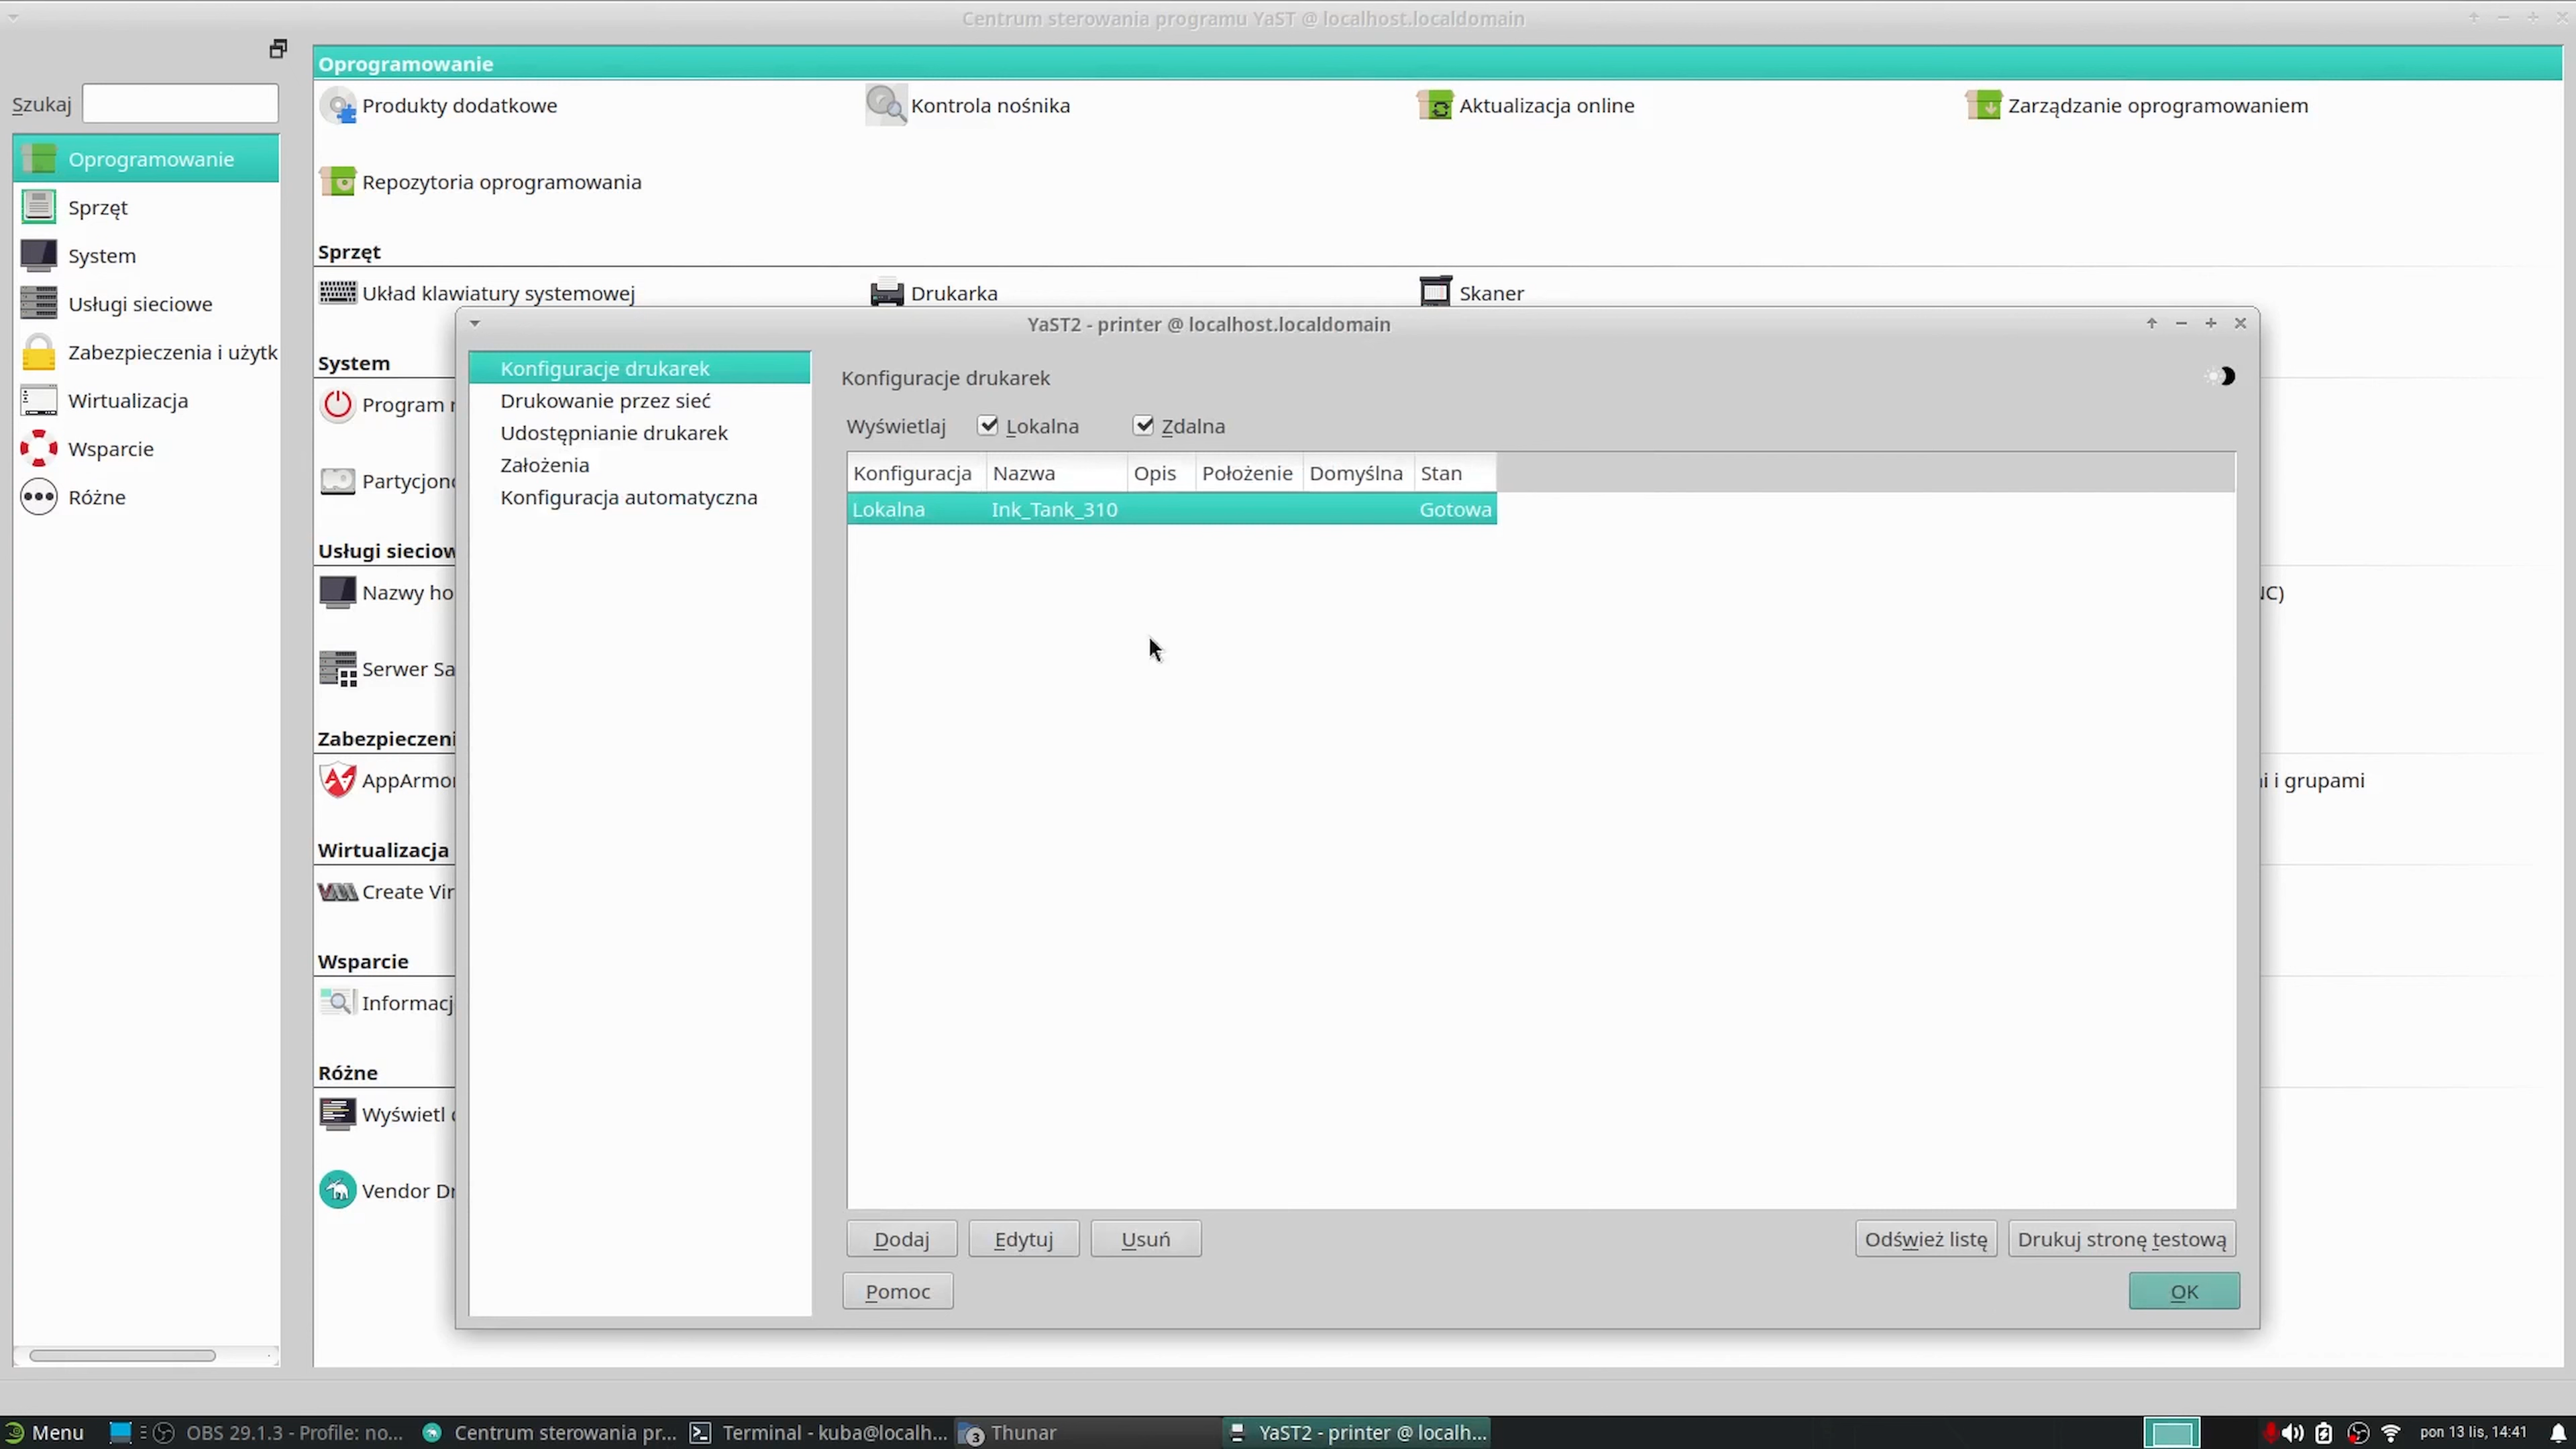 Centrum sterowania programu YaST @ localhost.localdomain
Szukaj
Oprogramowanie
Sprzęt
System
Usługi sieciowe
Zabezpieczenia i użytk
Wirtualizacja
Wsparcie
Różne
Oprogramowanie
Produkty dodatkowe
Kontrola nośnika
Aktualizacja online
Zarządzanie oprogramowaniem
Repozytoria oprogramowania
Sprzęt
Układ klawiatury systemowej
Drukarka
Skaner
System
Program r
Partycjono
Usługi sieciow
Nazwy ho
NC)
Serwer Sa
Zabezpieczeni
AppArmor
i i grupami
Wirtualizacja
Create Vir
Wsparcie
Informacj
Różne
Wyświetl
Vendor Dr
YaST2 - printer @ localhost.localdomain
Konfiguracje drukarek
Drukowanie przez sieć
Udostępnianie drukarek
Założenia
Konfiguracja automatyczna
Konfiguracje drukarek
Wyświetlaj Lokalna Zdalna
Konfiguracja Nazwa Opis Położenie Domyślna Stan
Lokalna Ink_Tank_310 Gotowa
Dodaj Edytuj Usuń Odśwież listę Drukuj stronę testową
Pomoc OK
Menu OBS 29.1.3 - Profile: no... Centrum sterowania pr... Terminal - kuba@localh... 3 Thunar YaST2 - printer @ localh... pon 13 lis, 14:41